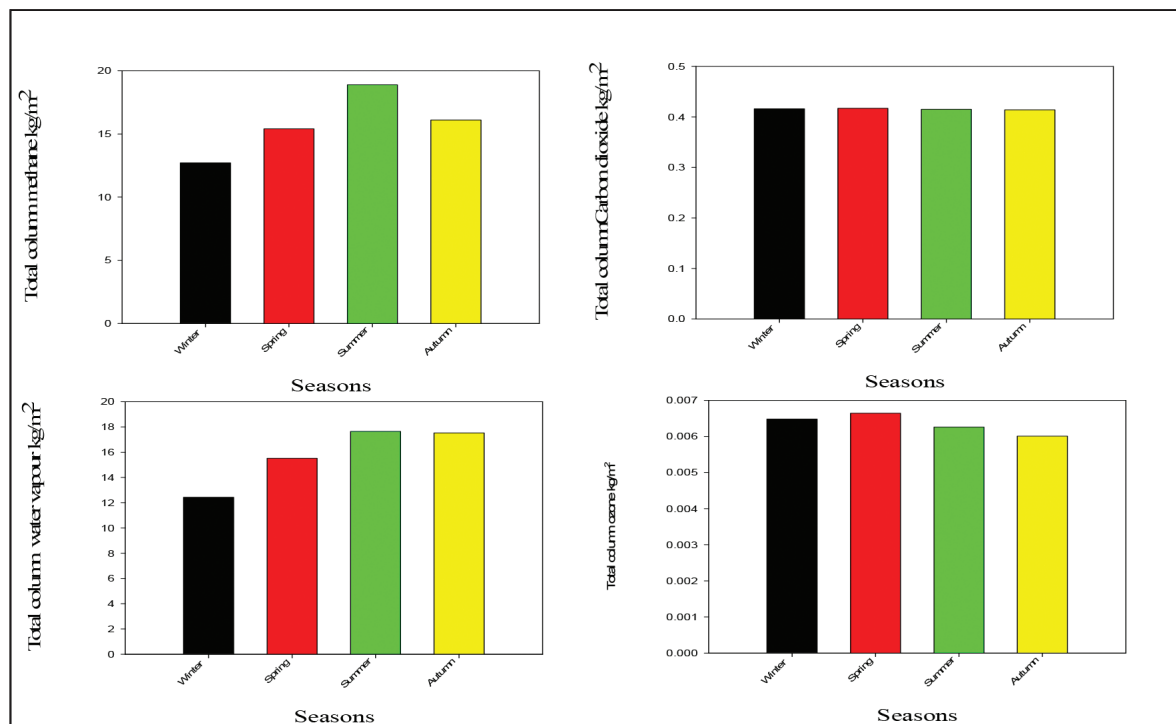 Total column methane kg/m²
20
15
10
5
0
Winter
Spring
Summer
Autumn
Seasons
Total column Carbon dioxide kg/m²
0.5
0.4
0.3
0.2
0.1
0.0
Winter
Spring
Summer
Autumn
Seasons
Total column water vapour kg/m²
20
18
16
14
12
10
8
6
4
2
0
Winter
Spring
Summer
Autumn
Seasons
Total column ozone kg/m²
0.007
0.006
0.005
0.004
0.003
0.002
0.001
0.000
Winter
Spring
Summer
Autumn
Seasons